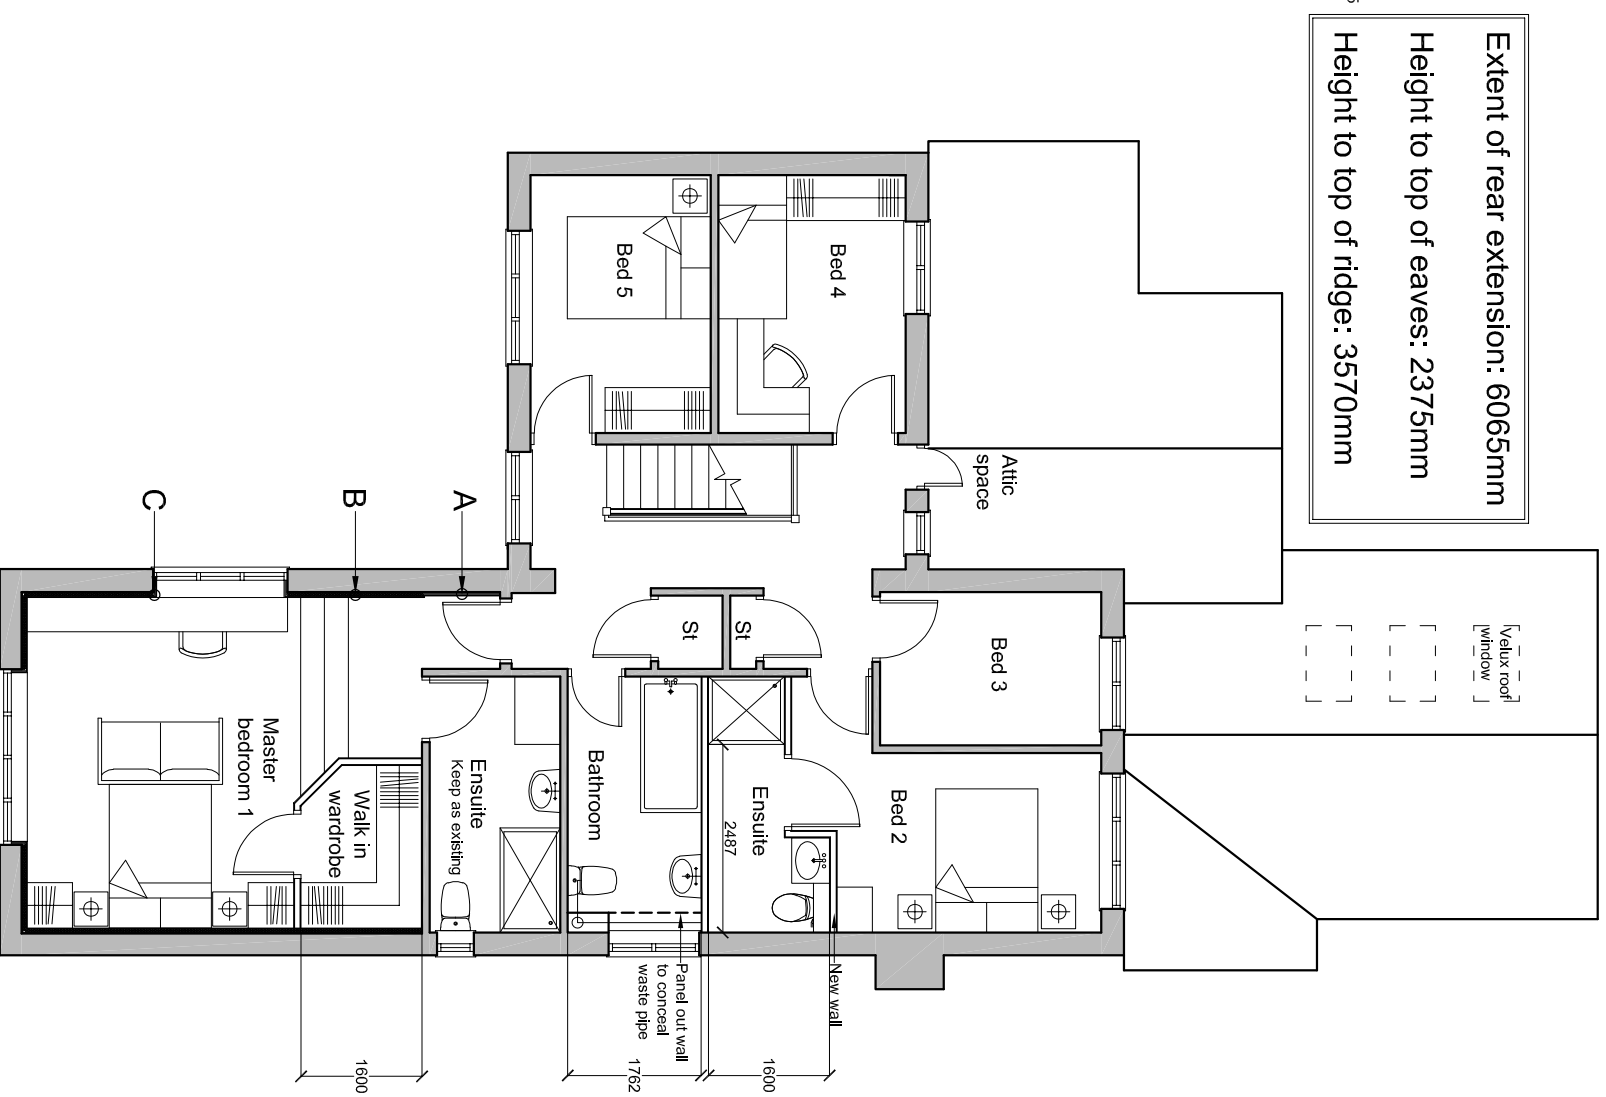 Extent of rear extension: 6065mm
Height to top of eaves: 2375mm
Height to top of ridge: 3570mm
Velux roof
window
Attic
space
Bed 4
Bed 5
Bed 3
Bed 2
St
St
A
B
C
Ensuite
2487
Bathroom
Ensuite
Keep as existing
Walk in
wardrobe
Master
bedroom 1
New wall
Panel out wall
to conceal
waste pipe
1600
1762
1600